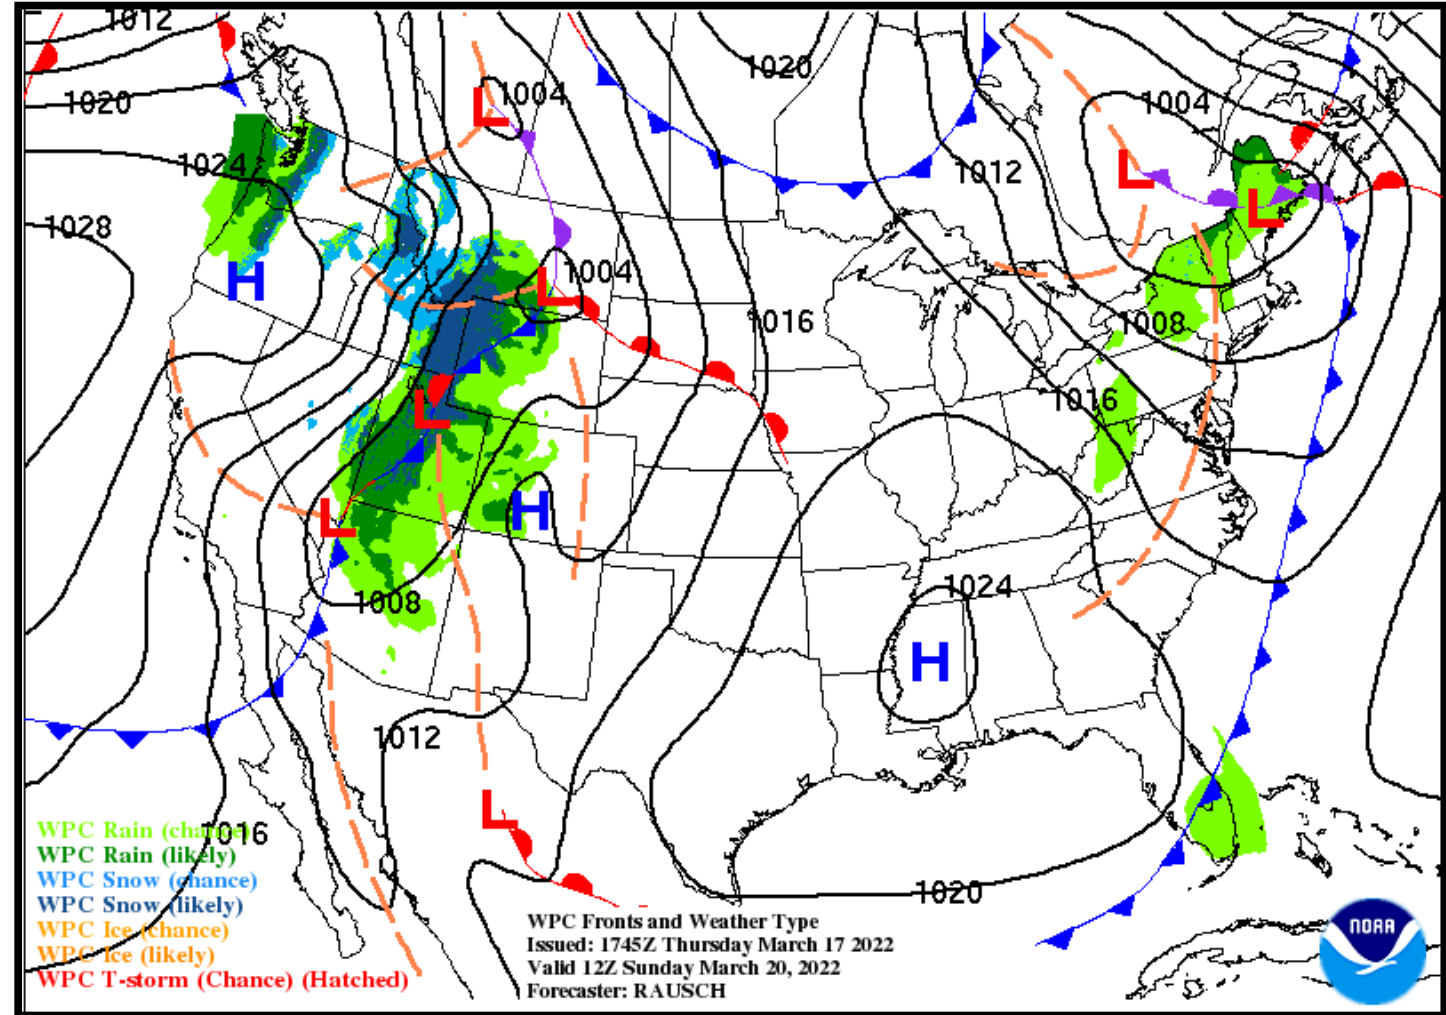 1012
1020
1004
1020
1004
1024
1012
1028
1004
1016
1008
1016
H
L
L
L
L
L
L
H
1008
1024
H
1012
L
WPC Rain (chance)
1016
WPC Rain (likely)
WPC Snow (chance)
WPC Snow (likely)
WPC Ice (chance)
WPC Ice (likely)
WPC T-storm (Chance) (Hatched)
1020
WPC Fronts and Weather Type
Issued: 1745Z Thursday March 17 2022
Valid 12Z Sunday March 20, 2022
Forecaster: RAUSCH
NOAA